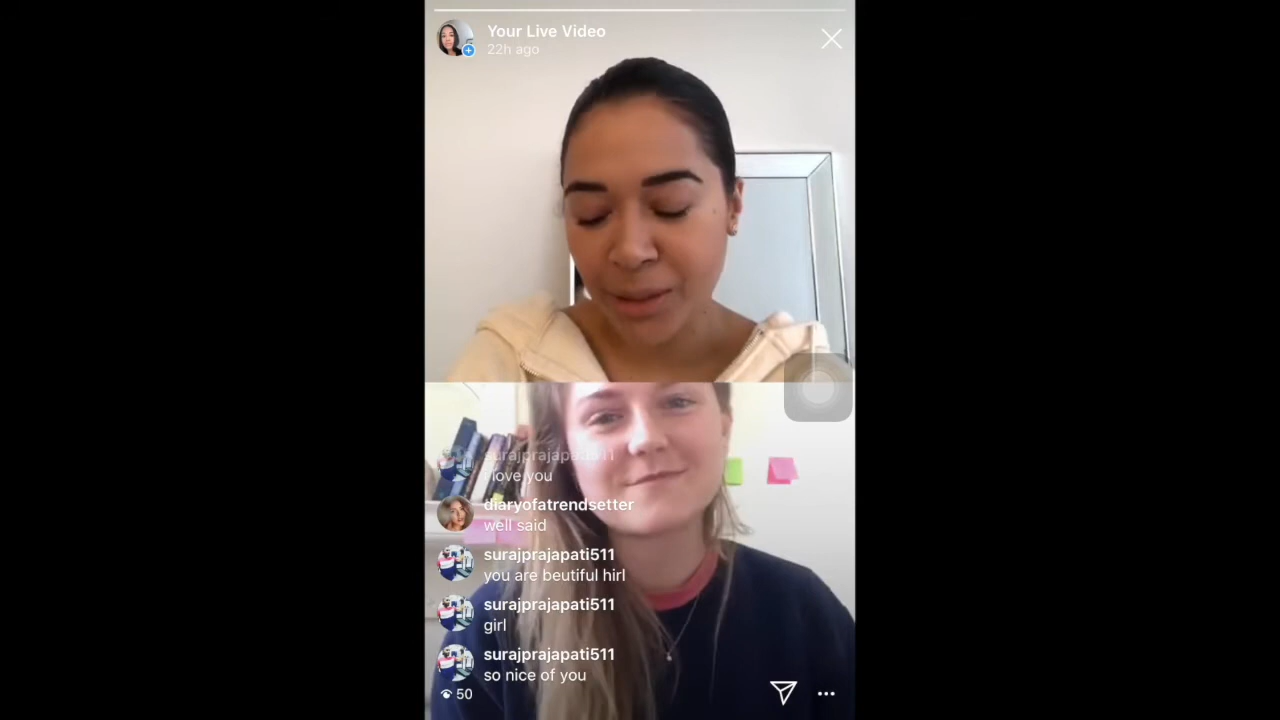 Your Live Video
22h ago
surajprajapati511
I love you
diaryofatrendsetter
well said
surajprajapati511
you are beutiful hirl
surajprajapati511
girl
surajprajapati511
so nice of you
50